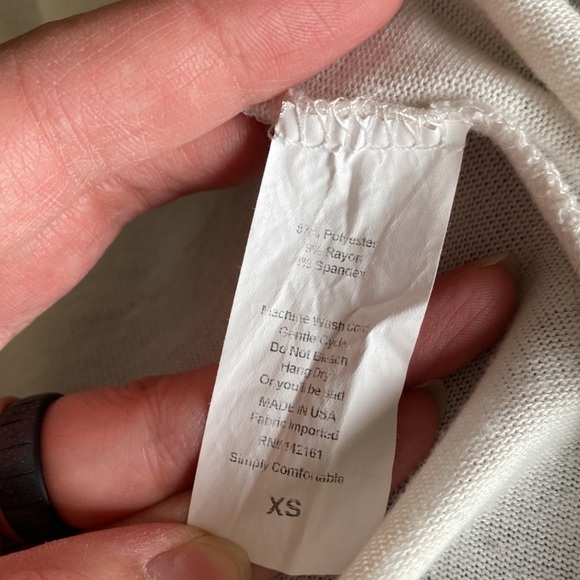 Polyester
Rayon
Spandex
Machine Wash Cold
Gentle Cycle
Do Not Bleach
Hang Dry
Or you'll be sad
MADE IN USA
Fabric Imported
RN# 142161
Simply Comfortable
XS